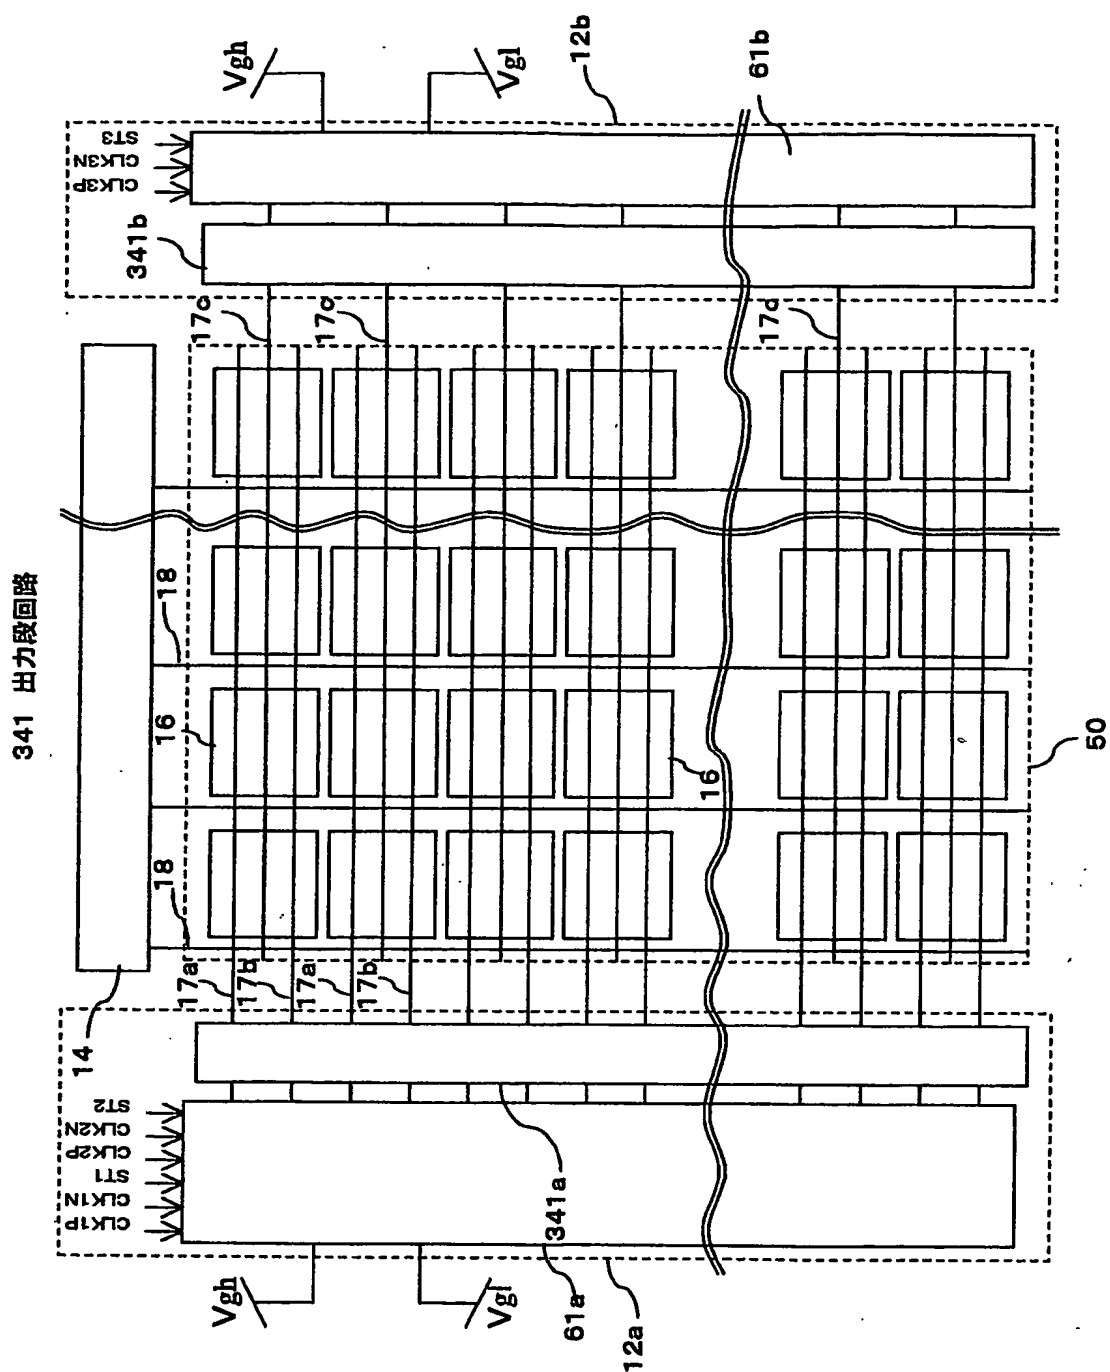 341 出力段回路
Vgh
Vgl
12b
61b
ST3
CLK3N
CLK3P
341b
17c
17c
17c
18
16
16
50
18
17a
17b
17a
17b
14
ST2
CLK2N
CLK2P
ST1
CLK1N
CLK1P
341a
61a
12a
Vgh
Vgl